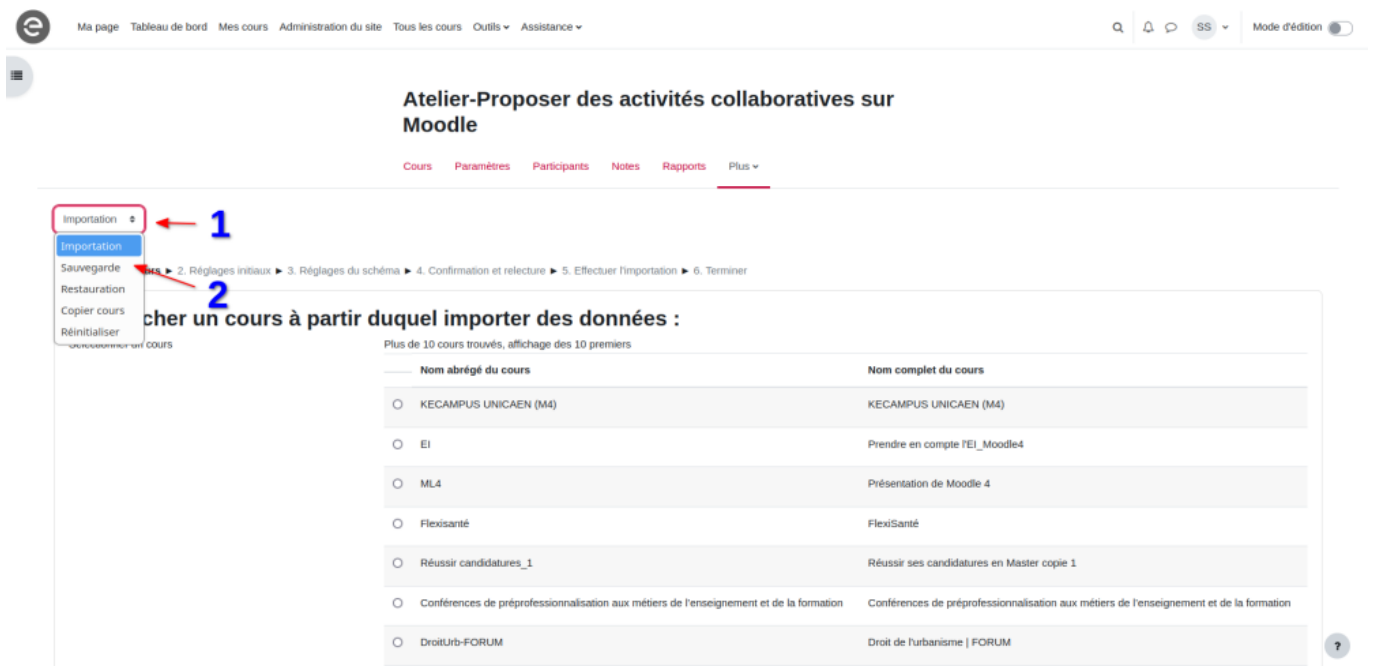 e
Ma page Tableau de bord Mes cours Administration du site Tous les cours Outils Assistance SS Mode d'édition
Atelier-Proposer des activités collaboratives sur
Moodle
Cours Paramètres Participants Notes Rapports Plus
Importation 1
Importation
Sauvegarde 2. Réglages initiaux ► 3. Réglages du schéma ► 4. Confirmation et relecture ► 5. Effectuer l'importation ► 6. Terminer
Restauration 2
Copier cours
Réinitialiser
cher un cours à partir duquel importer des données :
Sélectionner un cours Plus de 10 cours trouvés, affichage des 10 premiers
Nom abrégé du cours Nom complet du cours
KECAMPUS UNICAEN (M4) KECAMPUS UNICAEN (M4)
EI Prendre en compte l'EI_Moodle4
ML4 Présentation de Moodle 4
Flexisanté FlexiSanté
Réussir candidatures_1 Réussir ses candidatures en Master copie 1
Conférences de préprofessionnalisation aux métiers de l'enseignement et de la formation Conférences de préprofessionnalisation aux métiers de l'enseignement et de la formation
DroitUrb-FORUM Droit de l'urbanisme | FORUM
?